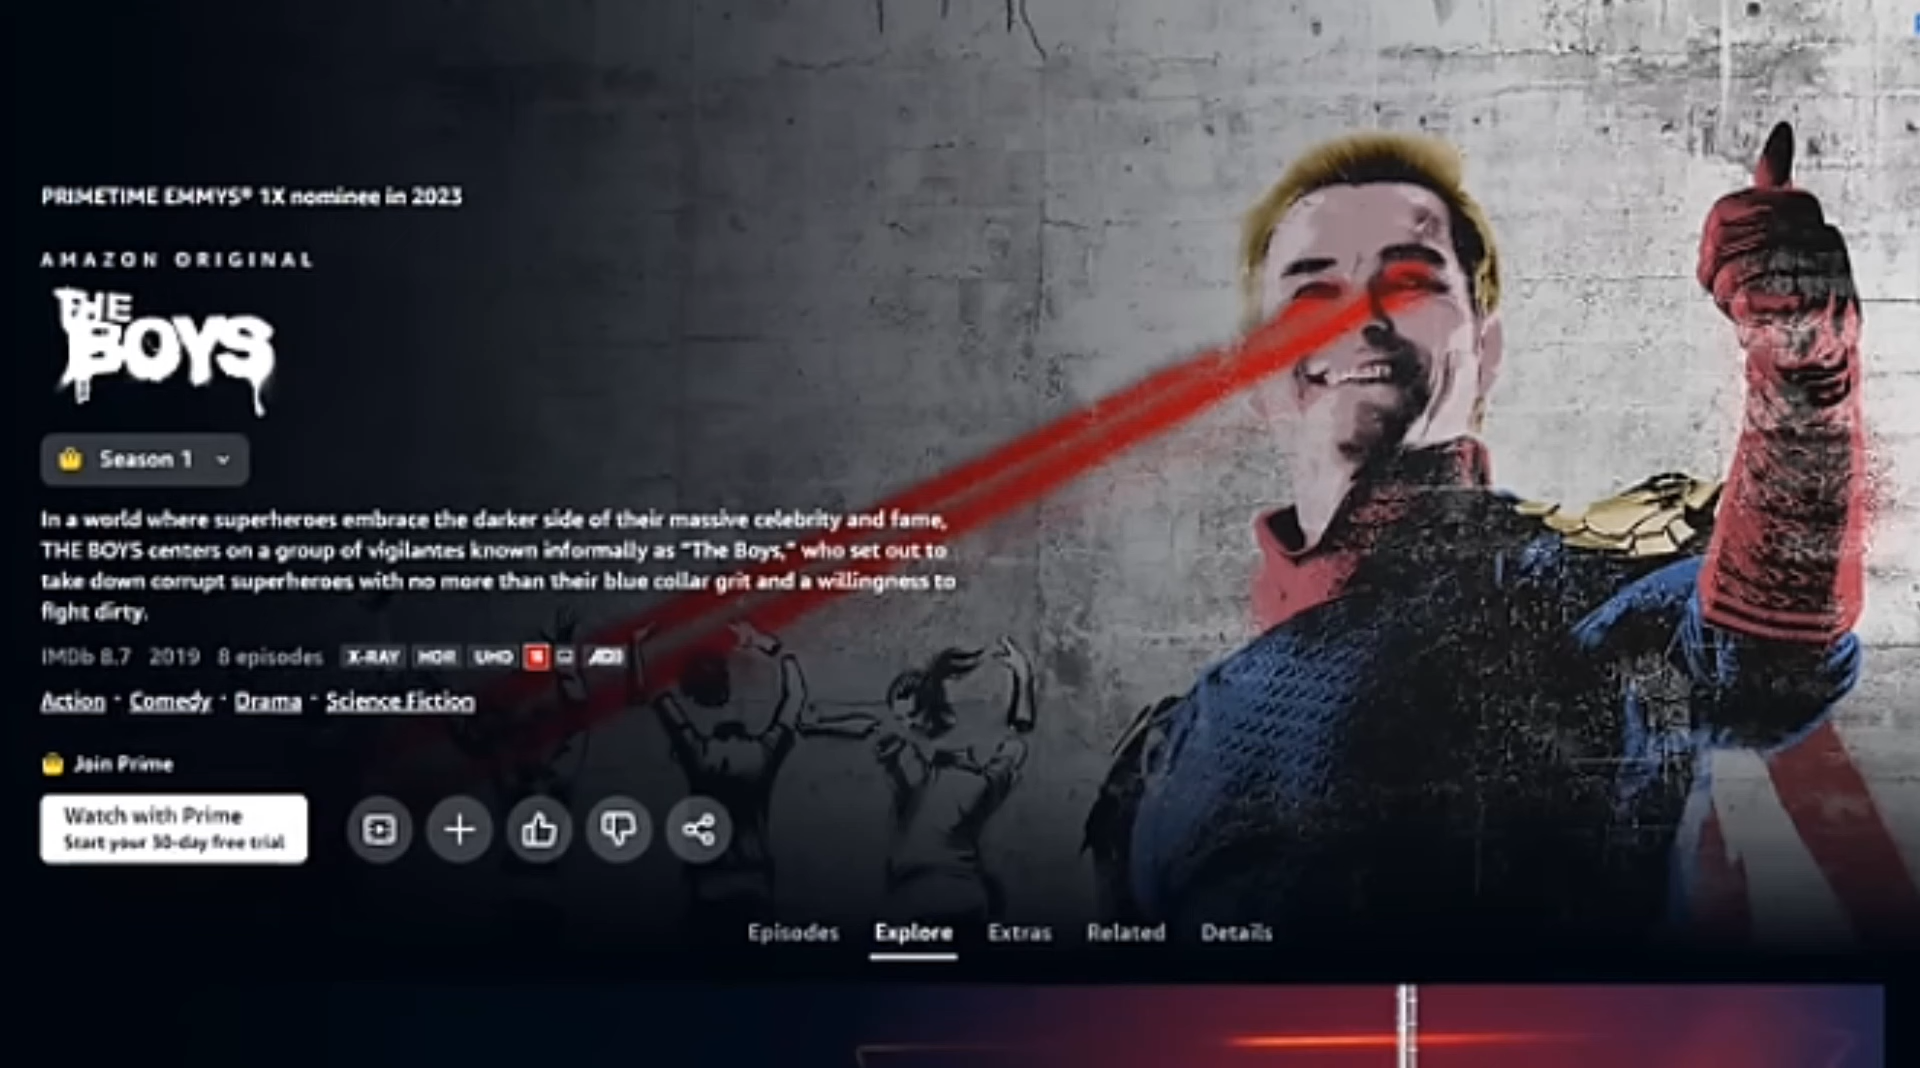 PRIMETIME EMMYS® 1X nominee in 2023
AMAZON ORIGINAL
THE
BOYS
Season 1
In a world where superheroes embrace the darker side of their massive celebrity and fame,
THE BOYS centers on a group of vigilantes known informally as "The Boys," who set out to
take down corrupt superheroes with no more than their blue collar grit and a willingness to
fight dirty.
IMDb 8.7 2019 8 episodes X-RAY HDR UHD AD))
Action · Comedy · Drama · Science Fiction
Join Prime
Watch with Prime
Start your 30-day free trial
Episodes Explore Extras Related Details